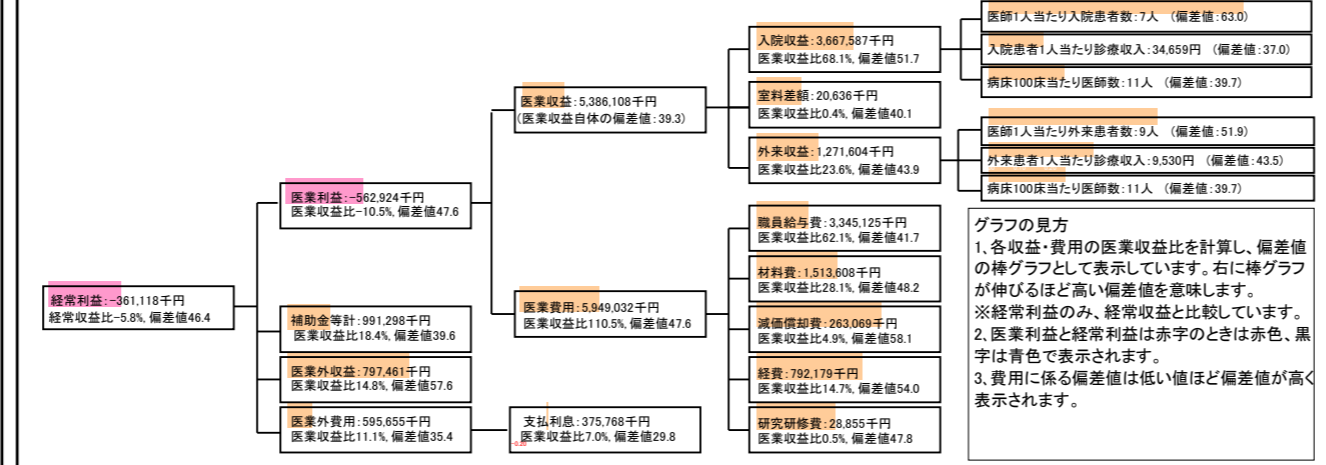 経常利益:-361,118千円
経常収益比-5.8%, 偏差値46.4
医業利益:-562,924千円
医業収益比-10.5%, 偏差値47.6
補助金等計:991,298千円
医業収益比18.4%, 偏差値39.6
医業外収益:797,461千円
医業収益比14.8%, 偏差値57.6
医業外費用:595,655千円
医業収益比11.1%, 偏差値35.4
医業収益:5,386,108千円
(医業収益自体の偏差値:39.3)
医業費用:5,949,032千円
医業収益比110.5%, 偏差値47.6
支払利息:375,768千円
医業収益比7.0%, 偏差値29.8
入院収益:3,667,587千円
医業収益比68.1%, 偏差値51.7
室料差額:20,636千円
医業収益比0.4%, 偏差値40.1
外来収益:1,271,604千円
医業収益比23.6%, 偏差値43.9
職員給与費:3,345,125千円
医業収益比62.1%, 偏差値41.7
材料費:1,513,608千円
医業収益比28.1%, 偏差値48.2
減価償却費:263,069千円
医業収益比4.9%, 偏差値58.1
経費:792,179千円
医業収益比14.7%, 偏差値54.0
研究研修費:28,855千円
医業収益比0.5%, 偏差値47.8
医師1人当たり入院患者数:7人 (偏差値:63.0)
入院患者1人当たり診療収入:34,659円 (偏差値:37.0)
病床100床当たり医師数:11人 (偏差値:39.7)
医師1人当たり外来患者数:9人 (偏差値:51.9)
外来患者1人当たり診療収入:9,530円 (偏差値:43.5)
病床100床当たり医師数:11人 (偏差値:39.7)
グラフの見方
1、各収益・費用の医業収益比を計算し、偏差値
の棒グラフとして表示しています。右に棒グラフ
が伸びるほど高い偏差値を意味します。
※経常利益のみ、経常収益と比較しています。
2、医業利益と経常利益は赤字のときは赤色、黒
字は青色で表示されます。
3、費用に係る偏差値は低い値ほど偏差値が高く
表示されます。